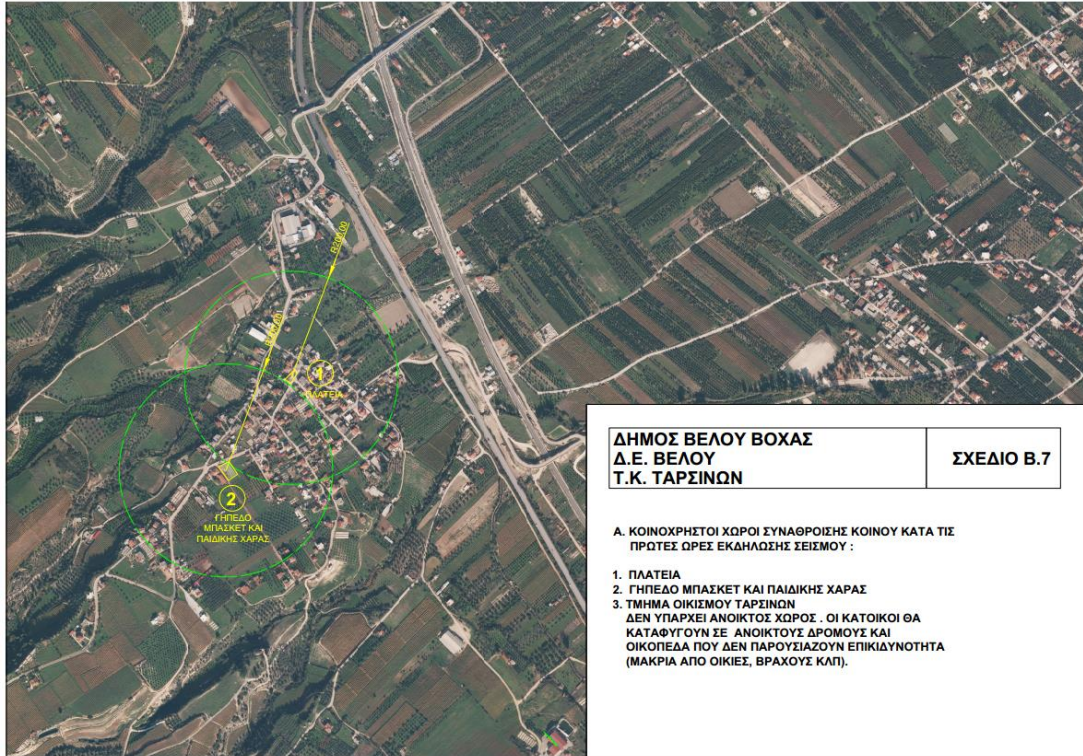 R:200.00
1
ΠΛΑΤΕΙΑ
2
ΓΗΠΕΔΟ
ΜΠΑΣΚΕΤ ΚΑΙ
ΠΑΙΔΙΚΗΣ ΧΑΡΑΣ
ΔΗΜΟΣ ΒΕΛΟΥ ΒΟΧΑΣ
Δ.Ε. ΒΕΛΟΥ
Τ.Κ. ΤΑΡΣΙΝΩΝ
ΣΧΕΔΙΟ Β.7
Α. ΚΟΙΝΟΧΡΗΣΤΟΙ ΧΩΡΟΙ ΣΥΝΑΘΡΟΙΣΗΣ ΚΟΙΝΟΥ ΚΑΤΑ ΤΙΣ
ΠΡΩΤΕΣ ΩΡΕΣ ΕΚΔΗΛΩΣΗΣ ΣΕΙΣΜΟΥ :
1. ΠΛΑΤΕΙΑ
2. ΓΗΠΕΔΟ ΜΠΑΣΚΕΤ ΚΑΙ ΠΑΙΔΙΚΗΣ ΧΑΡΑΣ
3. ΤΜΗΜΑ ΟΙΚΙΣΜΟΥ ΤΑΡΣΙΝΩΝ
ΔΕΝ ΥΠΑΡΧΕΙ ΑΝΟΙΚΤΟΣ ΧΩΡΟΣ . ΟΙ ΚΑΤΟΙΚΟΙ ΘΑ
ΚΑΤΑΦΥΓΟΥΝ ΣΕ ΑΝΟΙΚΤΟΥΣ ΔΡΟΜΟΥΣ ΚΑΙ
ΟΙΚΟΠΕΔΑ ΠΟΥ ΔΕΝ ΠΑΡΟΥΣΙΑΖΟΥΝ ΕΠΙΚΙΔΥΝΟΤΗΤΑ
(ΜΑΚΡΙΑ ΑΠΟ ΟΙΚΙΕΣ, ΒΡΑΧΟΥΣ ΚΛΠ).